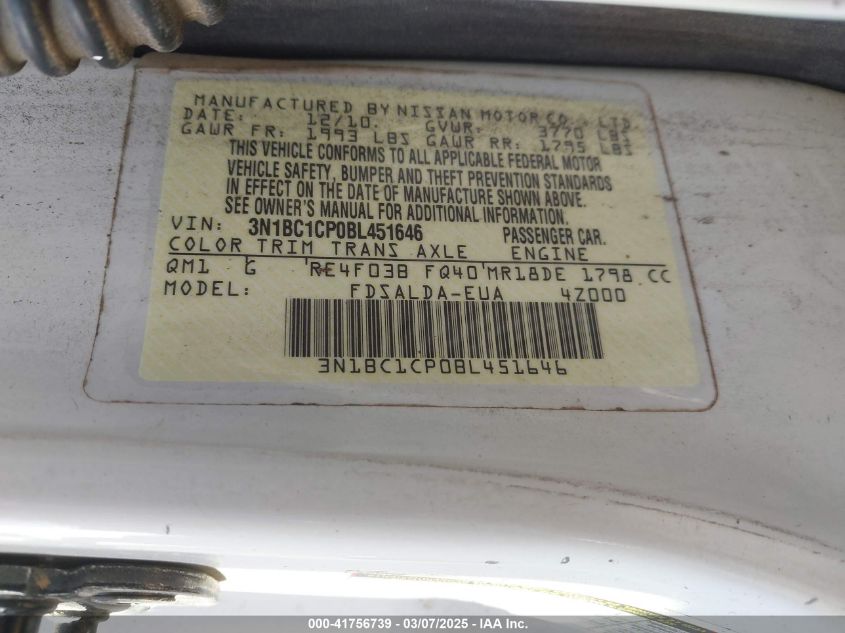 MANUFACTURED BY NISSAN MOTOR CO., LTD
DATE: 12/10 GVWR: 3770 LBS
GAWR FR: 1993 LBS GAWR RR: 1795 LBS
THIS VEHICLE CONFORMS TO ALL APPLICABLE FEDERAL MOTOR
VEHICLE SAFETY, BUMPER AND THEFT PREVENTION STANDARDS
IN EFFECT ON THE DATE OF MANUFACTURE SHOWN ABOVE.
SEE OWNER'S MANUAL FOR ADDITIONAL INFORMATION.
VIN: 3N1BC1CP0BL451646 PASSENGER CAR.
COLOR TRIM TRANS AXLE ENGINE
QM1 G RE4F03B FQ40 MR18DE 1798 CC
MODEL: FDSALDA-EUA 4Z000
3N1BC1CP0BL451646
000-41756739 - 03/07/2025 - IAA Inc.